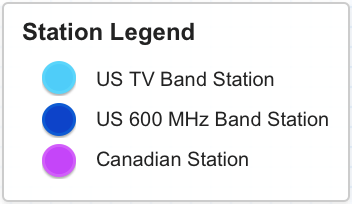 Station Legend
US TV Band Station
US 600 MHz Band Station
Canadian Station